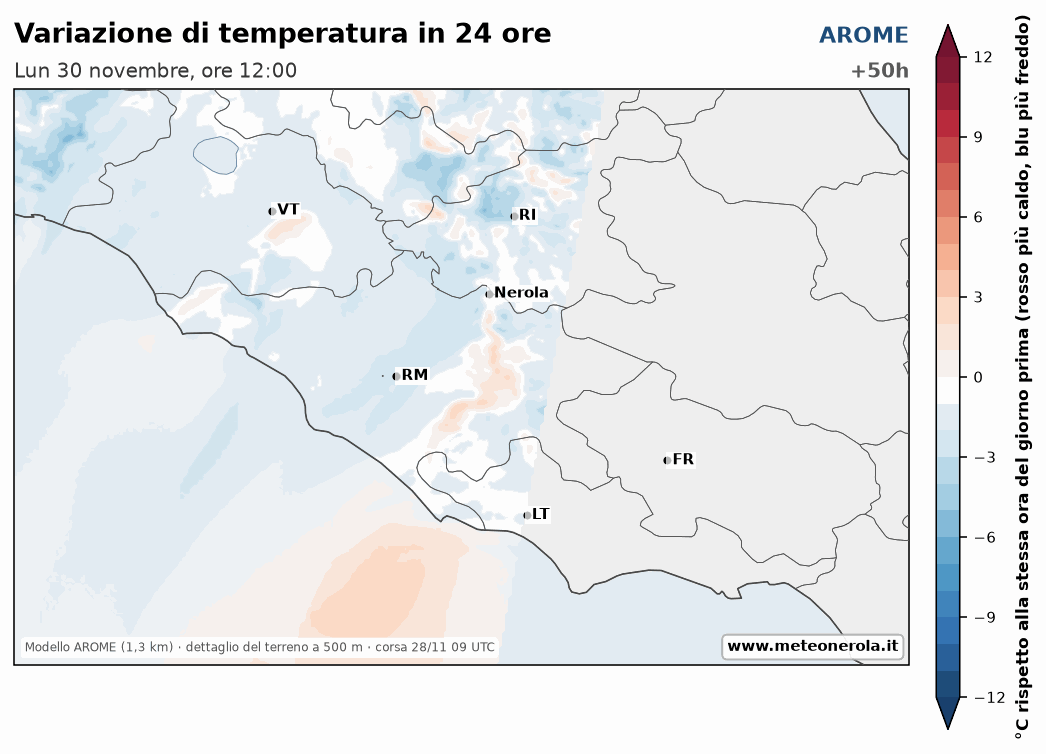 Variazione di temperatura in 24 ore
AROME
Lun 30 novembre, ore 12:00
+50h
VT
RI
Nerola
RM
FR
LT
Modello AROME (1,3 km) · dettaglio del terreno a 500 m · corsa 28/11 09 UTC
www.meteonerola.it
12
9
6
3
0
−3
−6
−9
−12
°C rispetto alla stessa ora del giorno prima (rosso più caldo, blu più freddo)